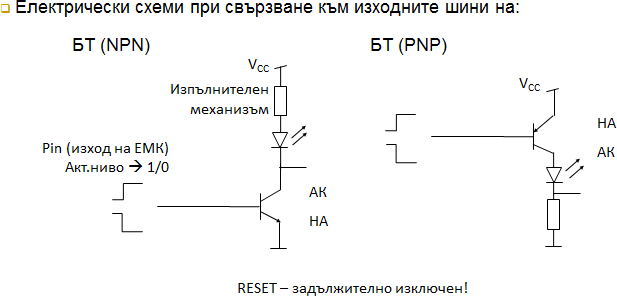 Електрически схеми при свързване към изходните шини на:
БТ (NPN)
БТ (PNP)
Vcc
Изпълнителен
механизъм
Pin (изход на ЕМК)
Акт.ниво → 1/0
АК
НА
Vcc
НА
АК
RESET – задължително изключен!